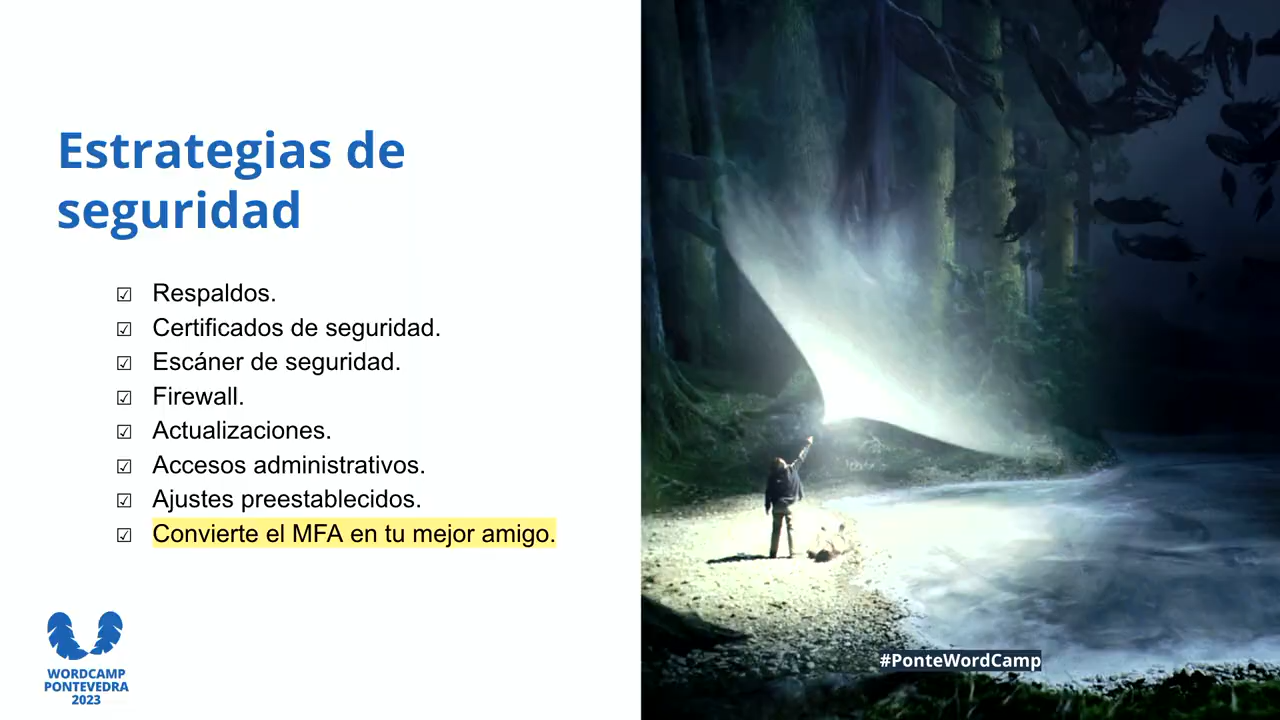 Estrategias de
seguridad
☑ Respaldos.
☑ Certificados de seguridad.
☑ Escáner de seguridad.
☑ Firewall.
☑ Actualizaciones.
☑ Accesos administrativos.
☑ Ajustes preestablecidos.
☑ Convierte el MFA en tu mejor amigo.
WORDCAMP
PONTEVEDRA
2023
#PonteWordCamp